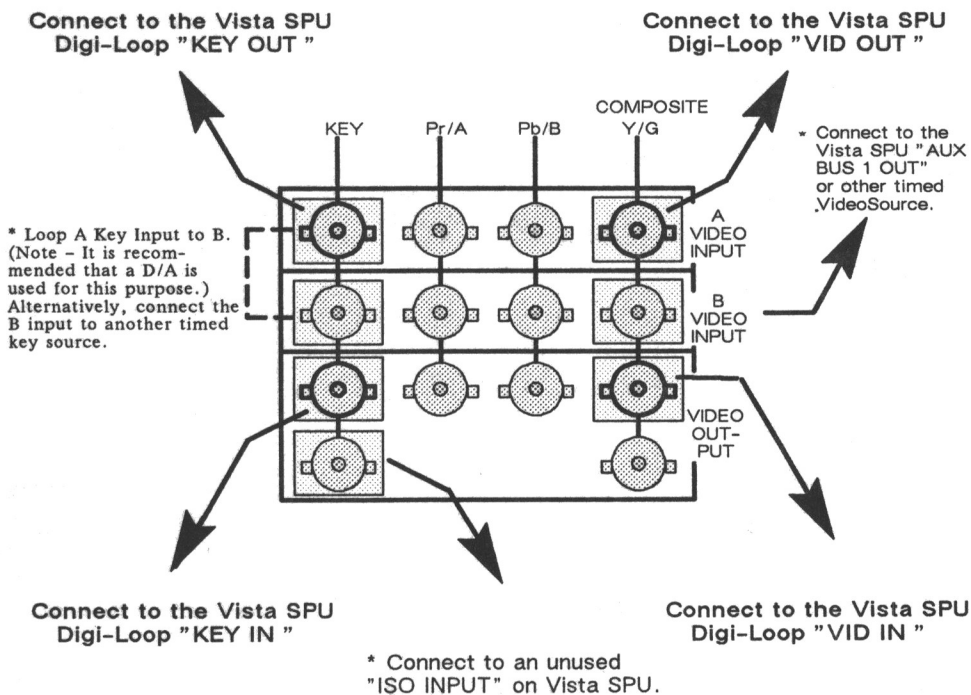 Connect to the Vista SPU
Digi-Loop "KEY OUT "
Connect to the Vista SPU
Digi-Loop "VID OUT "
COMPOSITE
KEY
Pr/A
Pb/B
Y/G
* Connect to the
Vista SPU "AUX
BUS 1 OUT"
or other timed
VideoSource.
A
VIDEO
INPUT
* Loop A Key Input to B.
(Note - It is recom-
mended that a D/A is
used for this purpose.)
Alternatively, connect the
B input to another timed
key source.
B
VIDEO
INPUT
VIDEO
OUT-
PUT
Connect to the Vista SPU
Digi-Loop "KEY IN "
Connect to the Vista SPU
Digi-Loop "VID IN "
* Connect to an unused
"ISO INPUT" on Vista SPU.